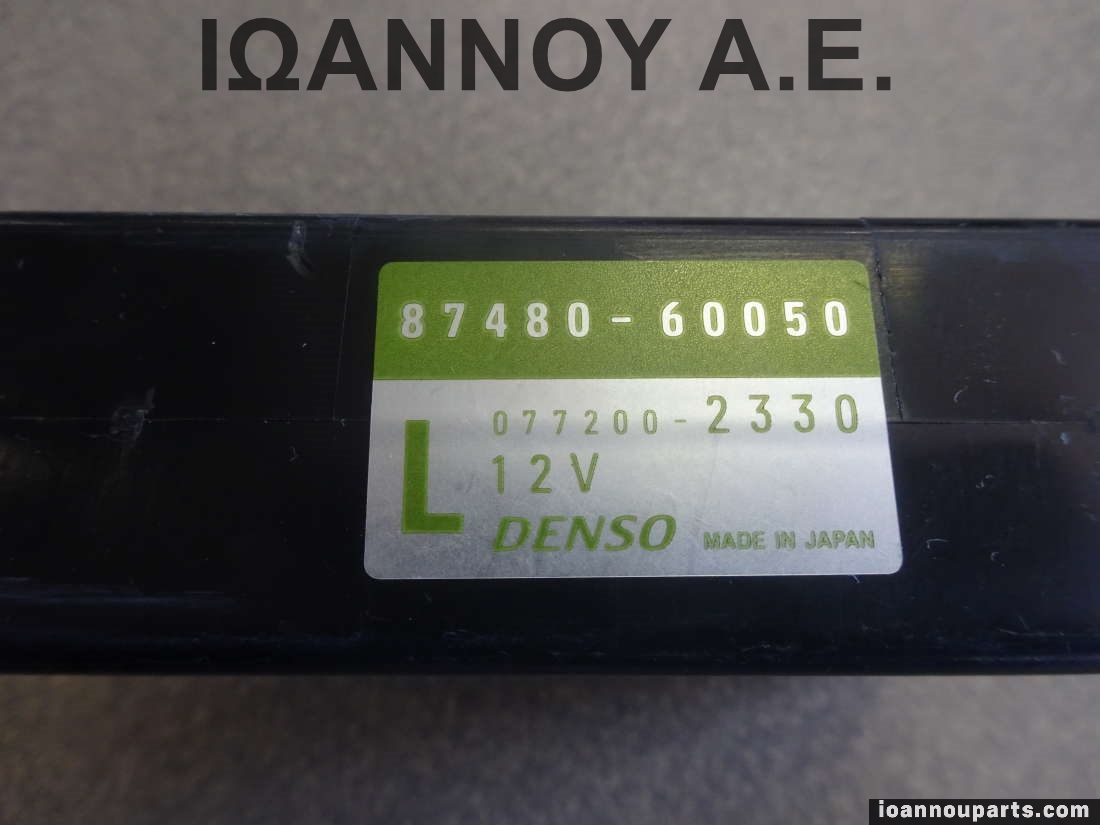 ΙΩΑΝΝΟΥ Α.Ε.
87480-60050
L
077200-2330
12V
DENSO MADE IN JAPAN
ioannouparts.com